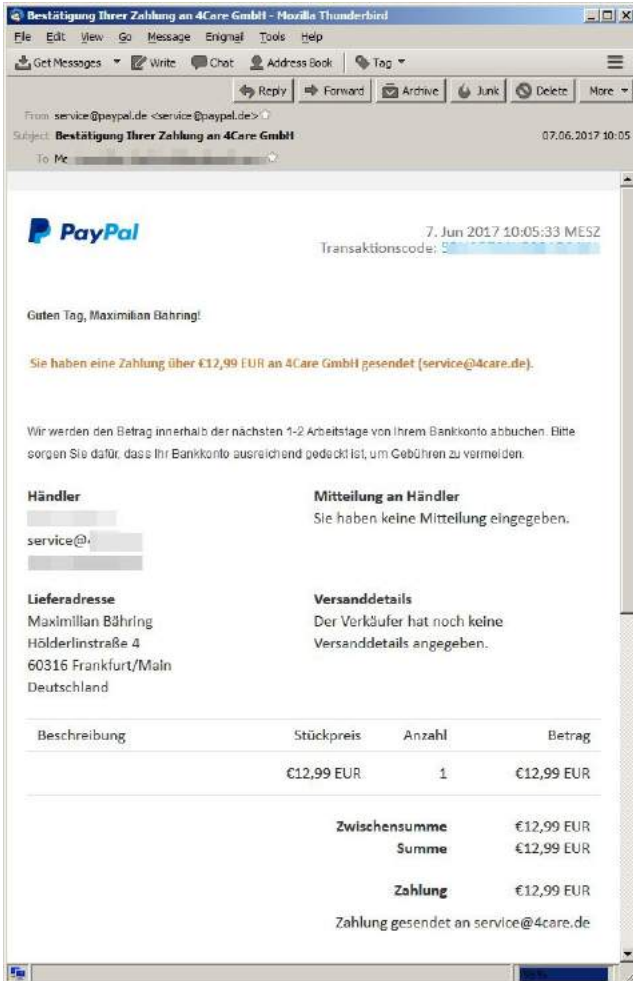 Bestätigung Ihrer Zahlung an 4Care GmbH - Mozilla Thunderbird
File Edit View Go Message Enigmail Tools Help
Get Messages Write Chat Address Book Tag
Reply Forward Archive Junk Delete More
From service@paypal.de <service@paypal.de>
Subject Bestätigung Ihrer Zahlung an 4Care GmbH 07.06.2017 10:05
To Me
PayPal 7. Jun 2017 10:05:33 MESZ
Transaktionscode:
Guten Tag, Maximilian Bähring!
Sie haben eine Zahlung über €12,99 EUR an 4Care GmbH gesendet (service@4care.de).
Wir werden den Betrag innerhalb der nächsten 1-2 Arbeitstage von Ihrem Bankkonto abbuchen. Bitte
sorgen Sie dafür, dass Ihr Bankkonto ausreichend gedeckt ist, um Gebühren zu vermeiden.
Händler Mitteilung an Händler
Sie haben keine Mitteilung eingegeben.
service@
Lieferadresse Versanddetails
Maximilian Bähring Der Verkäufer hat noch keine
Hölderlinstraße 4 Versanddetails angegeben.
60316 Frankfurt/Main
Deutschland
Beschreibung Stückpreis Anzahl Betrag
€12,99 EUR 1 €12,99 EUR
Zwischensumme €12,99 EUR
Summe €12,99 EUR
Zahlung €12,99 EUR
Zahlung gesendet an service@4care.de